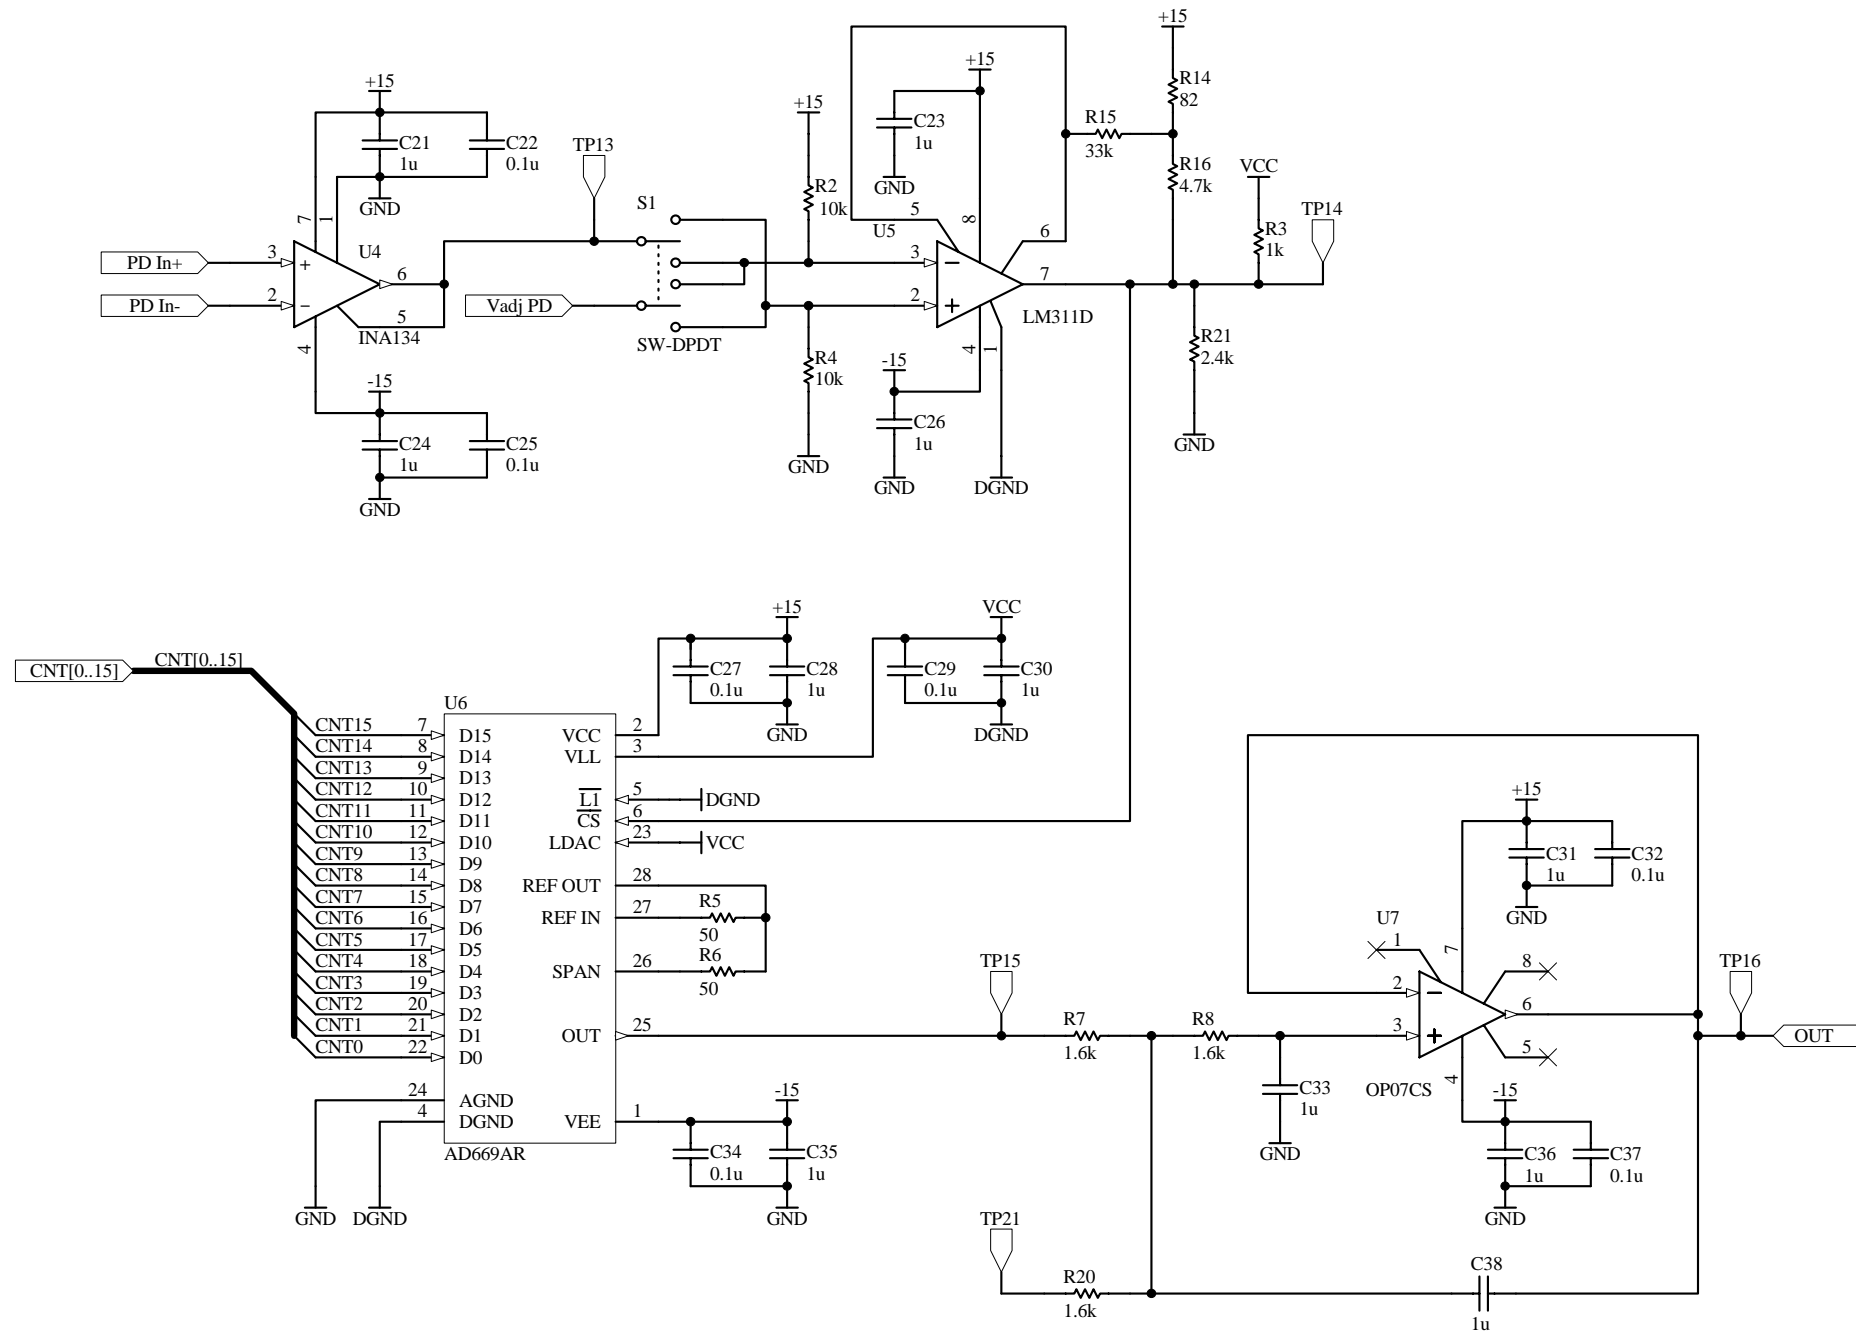 +15
C21
1u
C22
0.1u
GND
7
1
U4
PD In+
3
+
6
PD In-
2
−
5
INA134
4
-15
C24
1u
C25
0.1u
GND
TP13
S1
Vadj PD
SW-DPDT
+15
R2
10k
R4
10k
GND
+15
C23
1u
GND
5
U5
8
6
3
−
7
2
+
LM311D
4
1
-15
C26
1u
GND
DGND
+15
R14
82
R15
33k
R16
4.7k
VCC
R3
1k
TP14
R21
2.4k
GND
CNT[0..15]
CNT[0..15]
U6
CNT15 7 D15
CNT14 8 D14
CNT13 9 D13
CNT12 10 D12
CNT11 11 D11
CNT10 12 D10
CNT9 13 D9
CNT8 14 D8
CNT7 15 D7
CNT6 16 D6
CNT5 17 D5
CNT4 18 D4
CNT3 19 D3
CNT2 20 D2
CNT1 21 D1
CNT0 22 D0
24 AGND
4 DGND
AD669AR
GND
DGND
VCC 2
VLL 3
L1 5 DGND
CS 6
LDAC 23 VCC
REF OUT 28
REF IN 27
R5
50
SPAN 26
R6
50
OUT 25
VEE 1
+15
C27
0.1u
C28
1u
GND
VCC
C29
0.1u
C30
1u
DGND
-15
C34
0.1u
C35
1u
GND
TP15
R7
1.6k
R8
1.6k
C33
1u
GND
TP21
R20
1.6k
C38
1u
+15
C31
1u
C32
0.1u
GND
U7
1
7
8
2
−
6
3
+
5
4
OP07CS
-15
C36
1u
C37
0.1u
GND
TP16
OUT